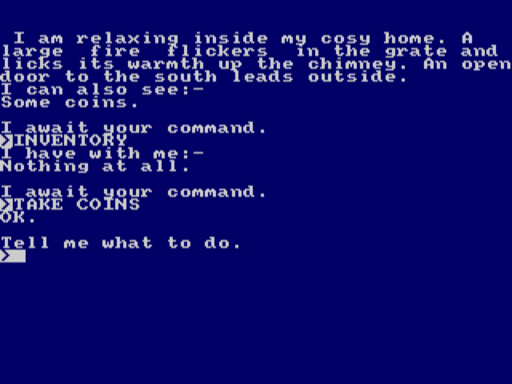 I am relaxing inside my cosy home. A
large fire flickers in the grate and
licks its warmth up the chimney. An open
door to the south leads outside.
I can also see:-
Some coins.
I await your command.
>INVENTORY
I have with me:-
Nothing at all.
I await your command.
>TAKE COINS
OK.
Tell me what to do.
>